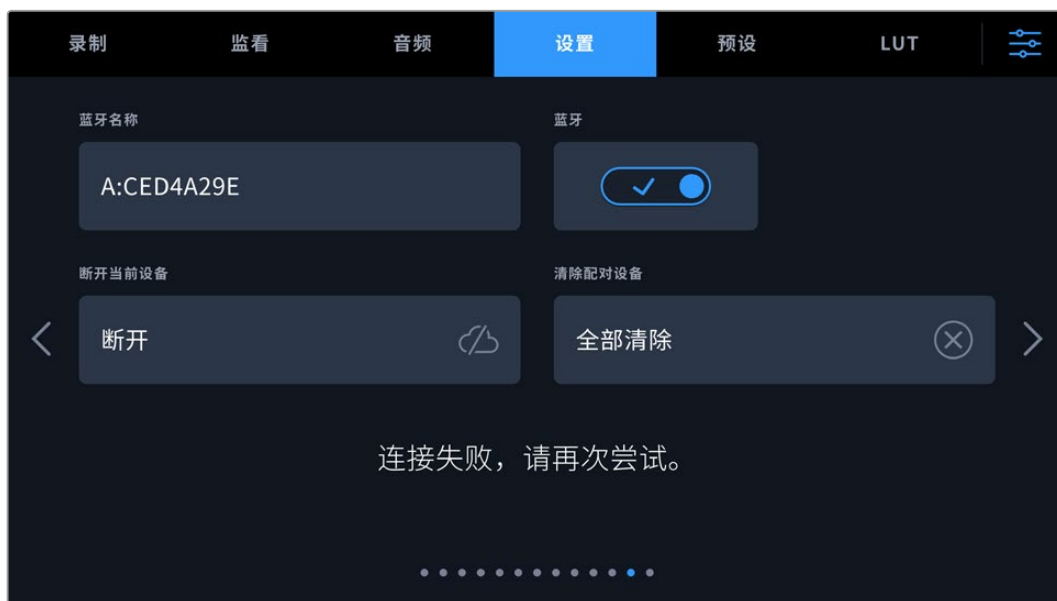 录制 监看 音频 设置 预设 LUT
蓝牙名称 蓝牙
A:CED4A29E
断开当前设备 清除配对设备
断开 全部清除
连接失败，请再次尝试。